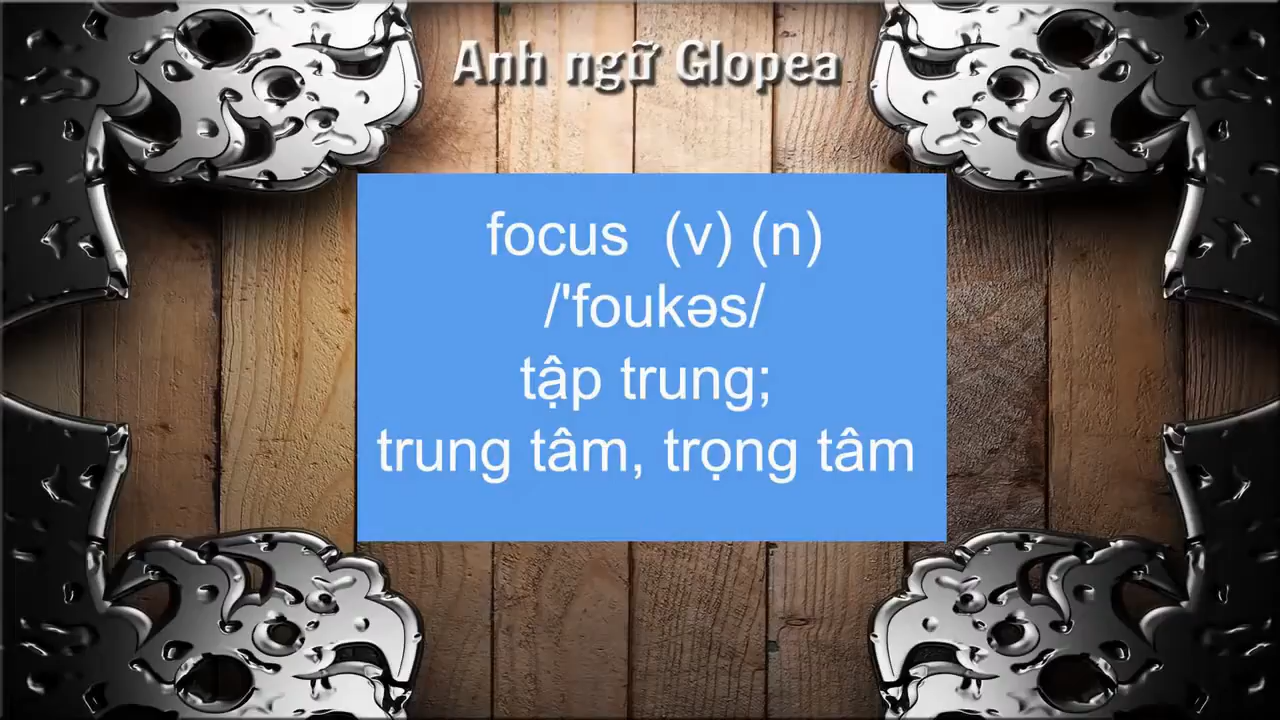 Anh ngữ Glopea
focus (v) (n)
/'foukəs/
tập trung;
trung tâm, trọng tâm